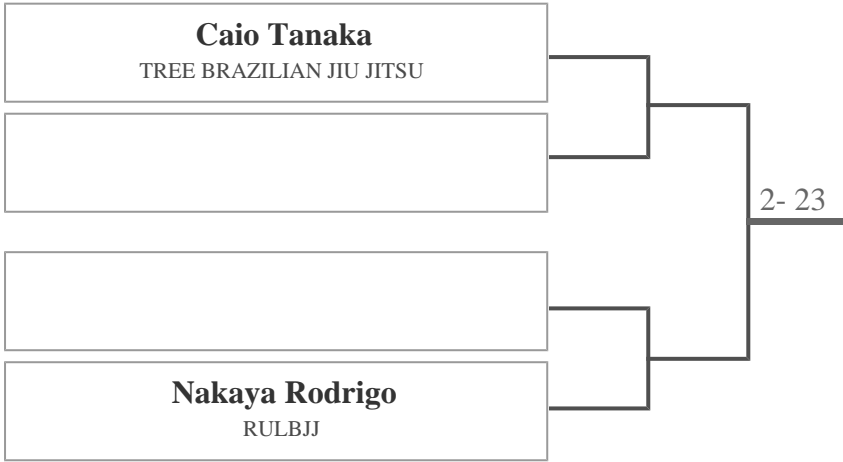 Caio Tanaka
TREE BRAZILIAN JIU JITSU
2- 23
Nakaya Rodrigo
RULBJJ